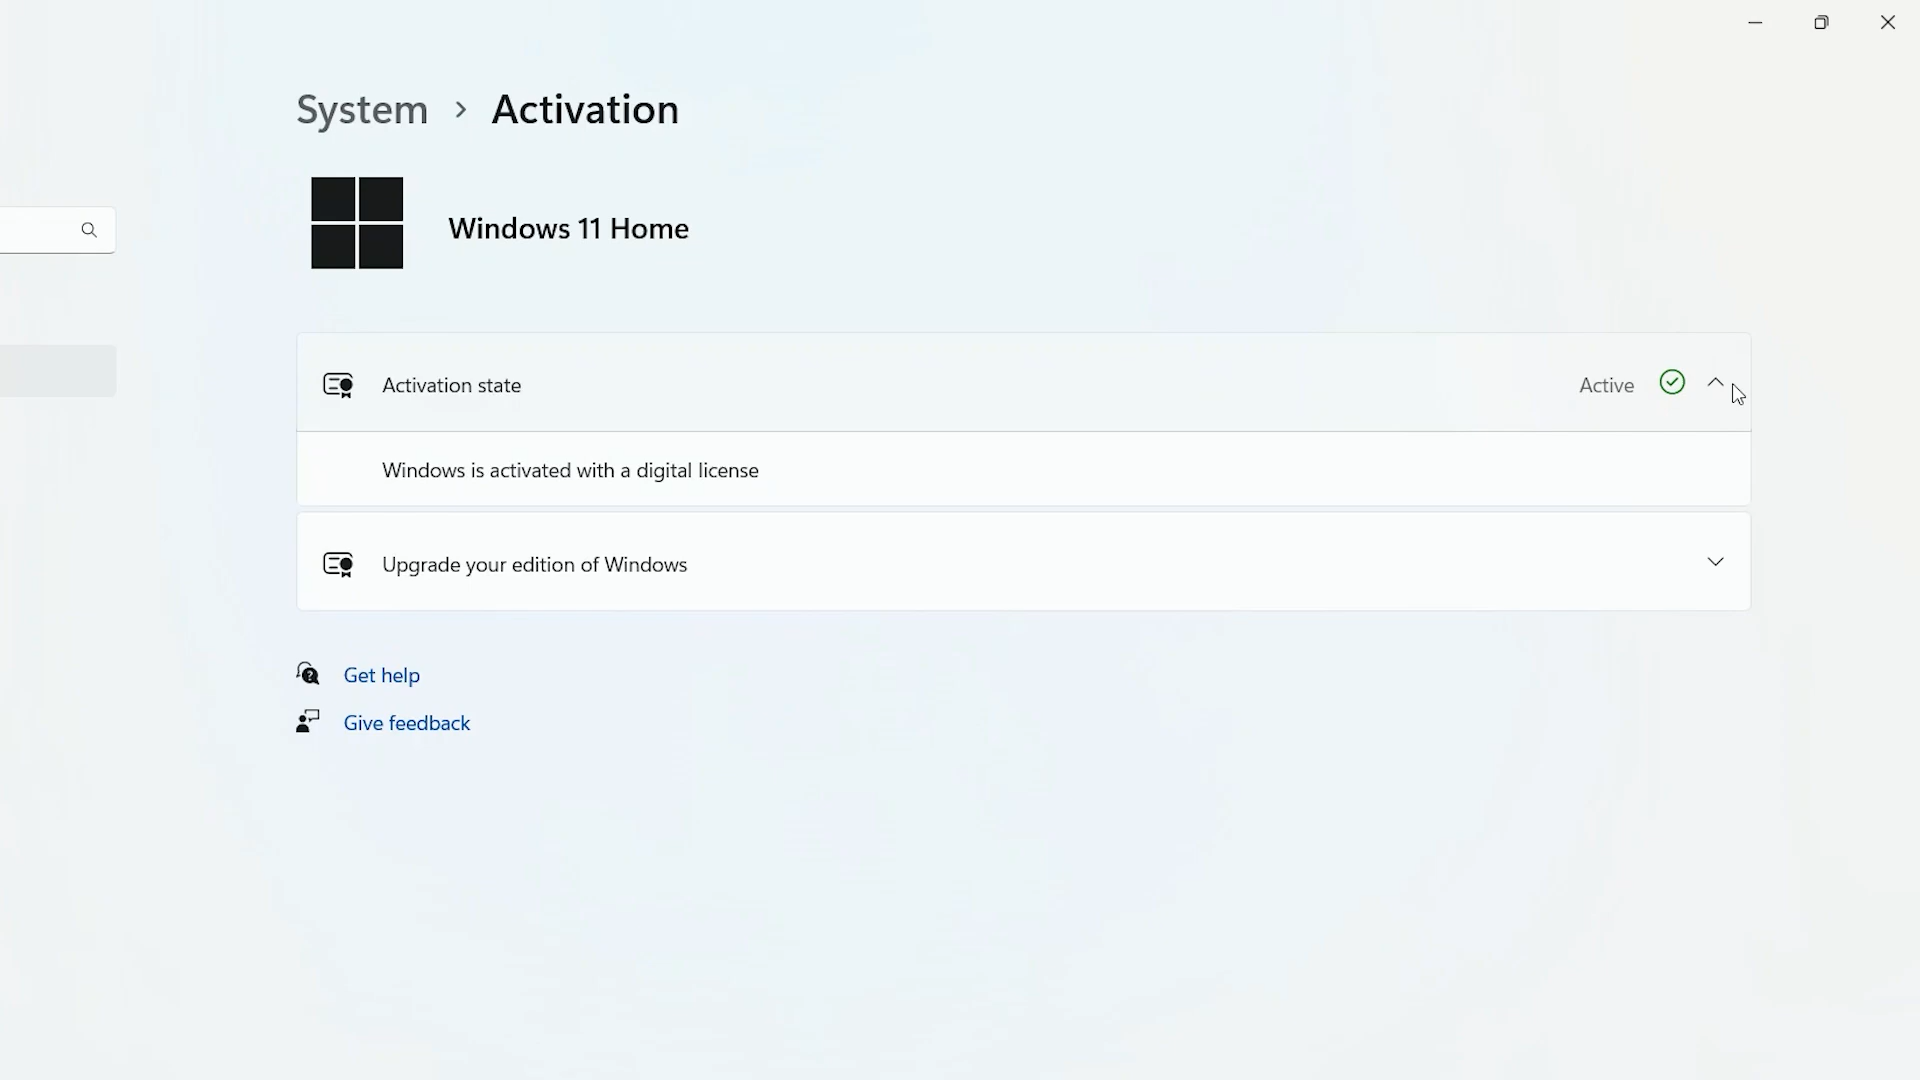 System > Activation
Windows 11 Home
Activation state
Active
Windows is activated with a digital license
Upgrade your edition of Windows
Get help
Give feedback